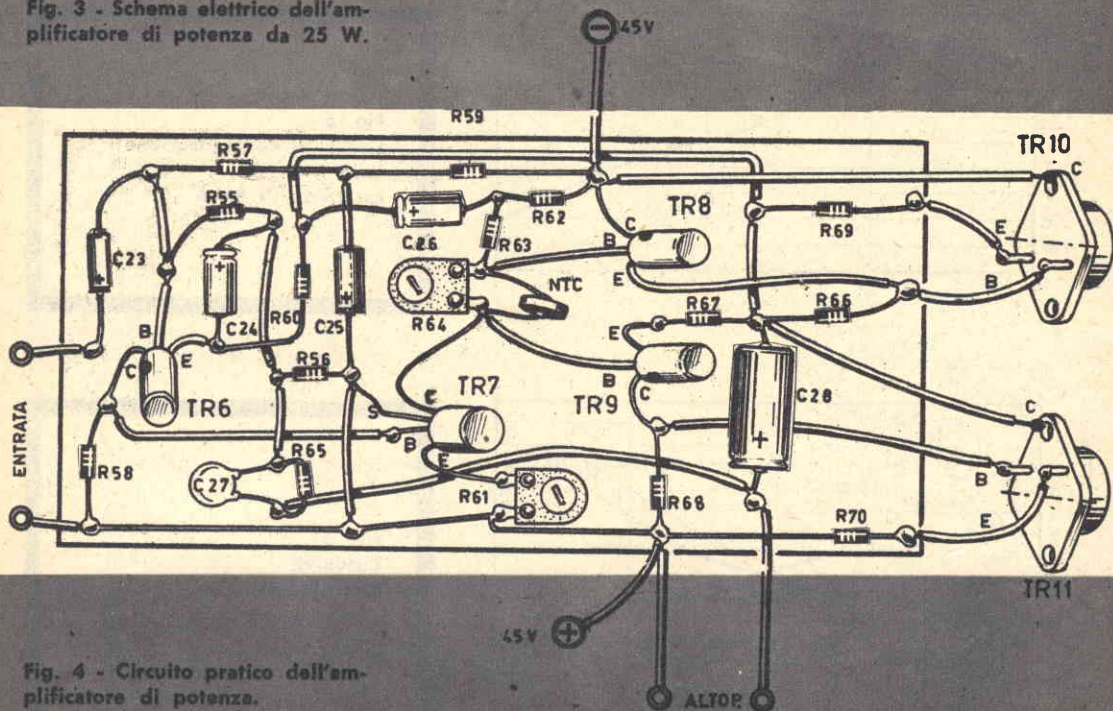 Fig. 3 - Schema elettrico dell'am-
plificatore di potenza da 25 W.
45V
R59
TR10
C
R57
R55
R62
TR8
C
C26
R63
B
E
R69
E
C23
B
NTC
R67
R66
B
R60
C25
R64
E
C24
B
E
C
R56
TR7
B
C28
TR6
S
E
TR9
C
C
ENTRATA
B
B
R65
E
R58
C27
R61
R68
E
R70
TR11
45V
Fig. 4 - Circuito pratico dell'am-
plificatore di potenza.
ALTOP.